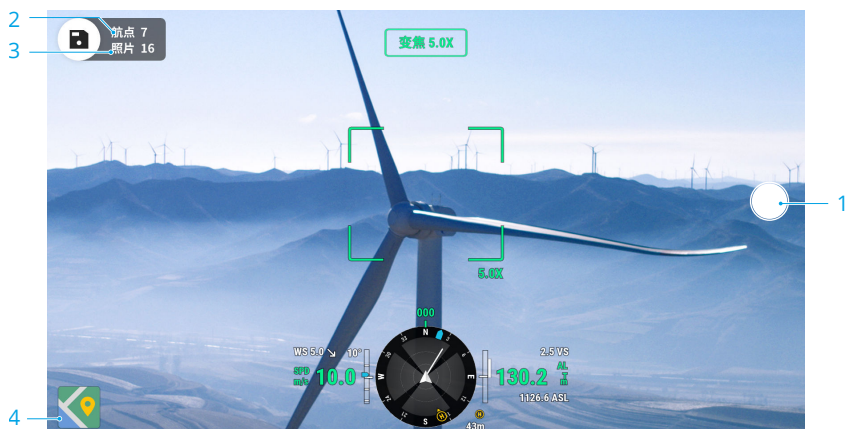 2
航点 7
3
照片 16
变焦 5.0X
1
5.0X
000
WS 5.0 10°
2.5 VS
SPD
m/s
10.0
130.2
AL
T
m
1126.6 ASL
N
E
S
W
H
H
43m
4